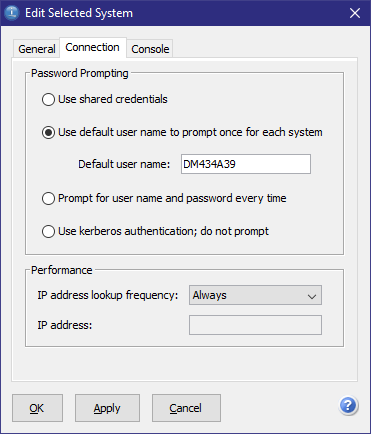 Edit Selected System
General Connection Console
Password Prompting
Use shared credentials
Use default user name to prompt once for each system
Default user name: DM434A39
Prompt for user name and password every time
Use kerberos authentication; do not prompt
Performance
IP address lookup frequency: Always
IP address:
OK Apply Cancel ?